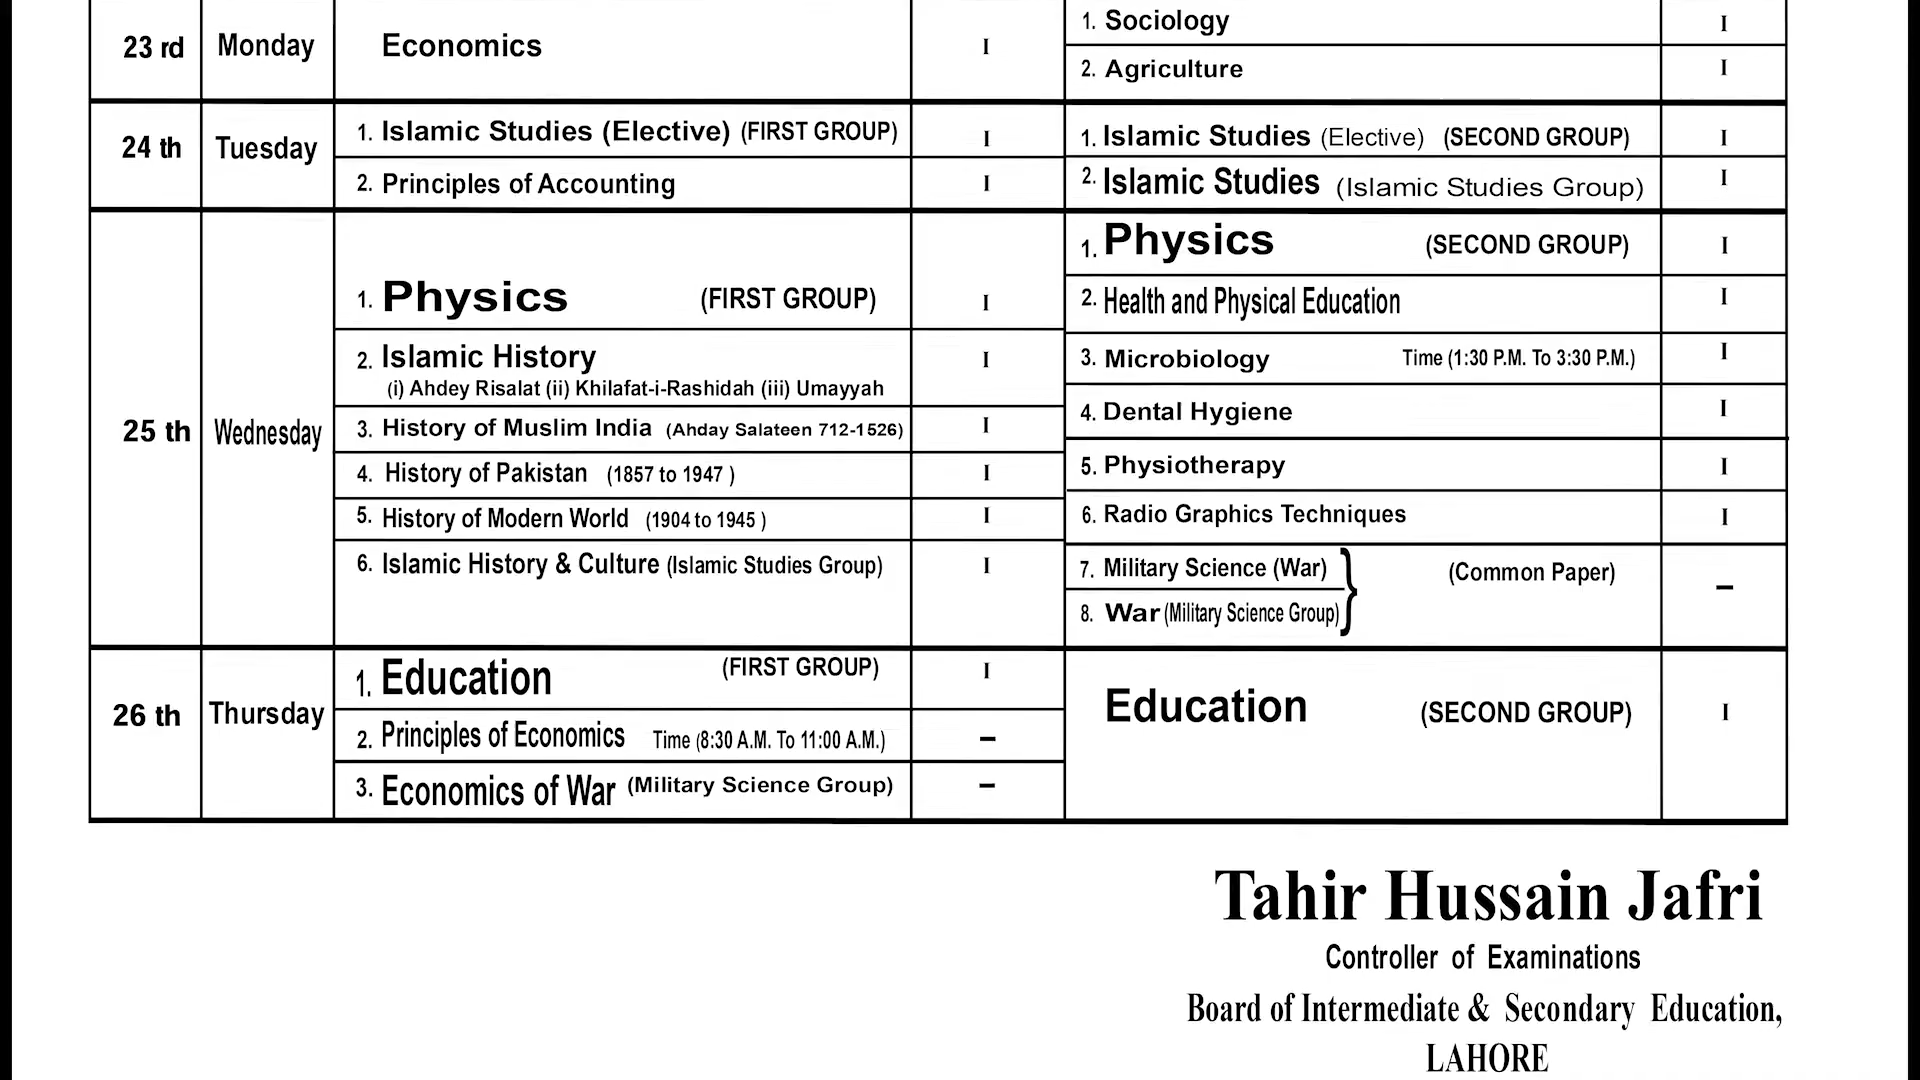 23 rd Monday Economics I 1. Sociology I
2. Agriculture I
24 th Tuesday 1. Islamic Studies (Elective) (FIRST GROUP) I 1. Islamic Studies (Elective) (SECOND GROUP) I
2. Principles of Accounting I 2. Islamic Studies (Islamic Studies Group) I
25 th Wednesday
1. Physics (FIRST GROUP) I
2. Islamic History I
(i) Ahdey Risalat (ii) Khilafat-i-Rashidah (iii) Umayyah
3. History of Muslim India (Ahday Salateen 712-1526) I
4. History of Pakistan (1857 to 1947 ) I
5. History of Modern World (1904 to 1945 ) I
6. Islamic History & Culture (Islamic Studies Group) I
1. Physics (SECOND GROUP) I
2. Health and Physical Education I
3. Microbiology Time (1:30 P.M. To 3:30 P.M.) I
4. Dental Hygiene I
5. Physiotherapy I
6. Radio Graphics Techniques I
7. Military Science (War) } (Common Paper) –
8. War (Military Science Group)
26 th Thursday
1. Education (FIRST GROUP) I
2. Principles of Economics Time (8:30 A.M. To 11:00 A.M.) –
3. Economics of War (Military Science Group) –
Education (SECOND GROUP) I
Tahir Hussain Jafri
Controller of Examinations
Board of Intermediate & Secondary Education,
LAHORE